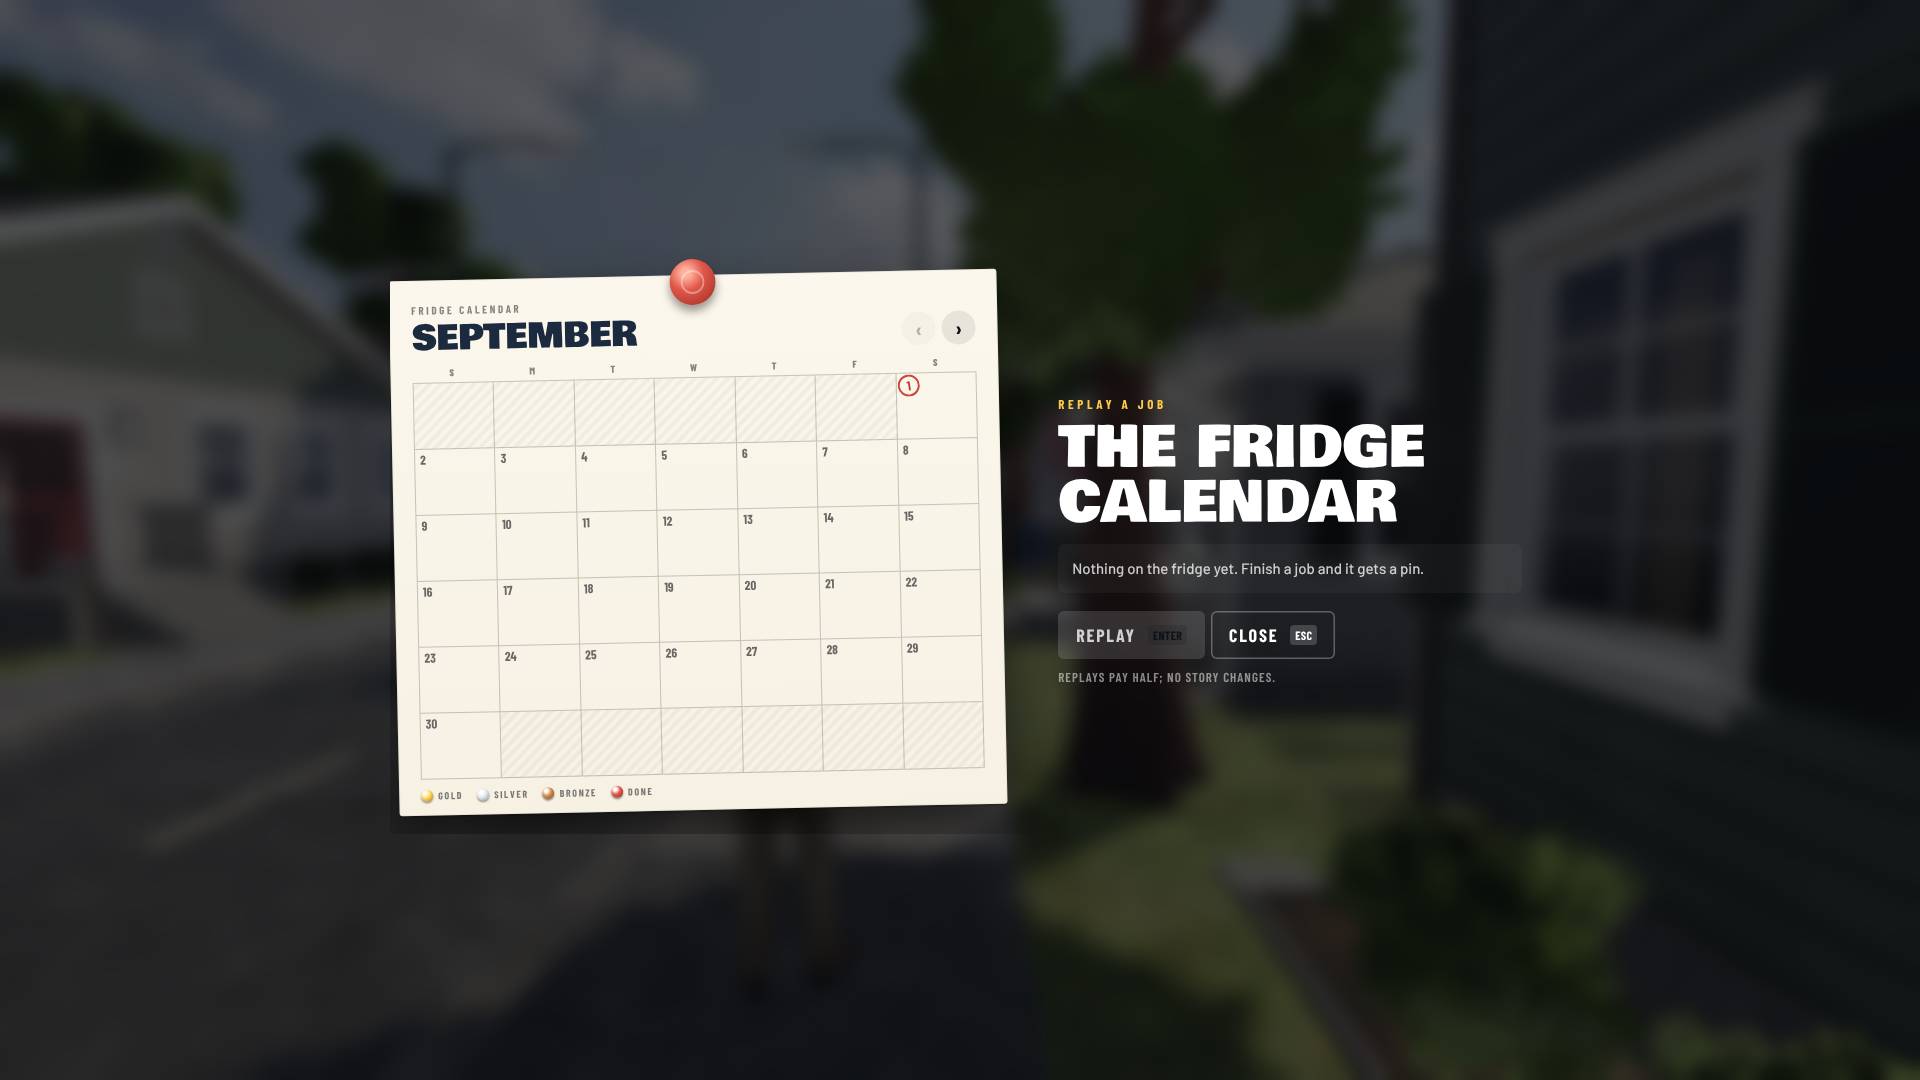 FRIDGE CALENDAR
SEPTEMBER
‹ ›
S M T W T F S
1
2 3 4 5 6 7 8
9 10 11 12 13 14 15
16 17 18 19 20 21 22
23 24 25 26 27 28 29
30
GOLD SILVER BRONZE DONE
REPLAY A JOB
THE FRIDGE
CALENDAR
Nothing on the fridge yet. Finish a job and it gets a pin.
REPLAY ENTER CLOSE ESC
REPLAYS PAY HALF; NO STORY CHANGES.